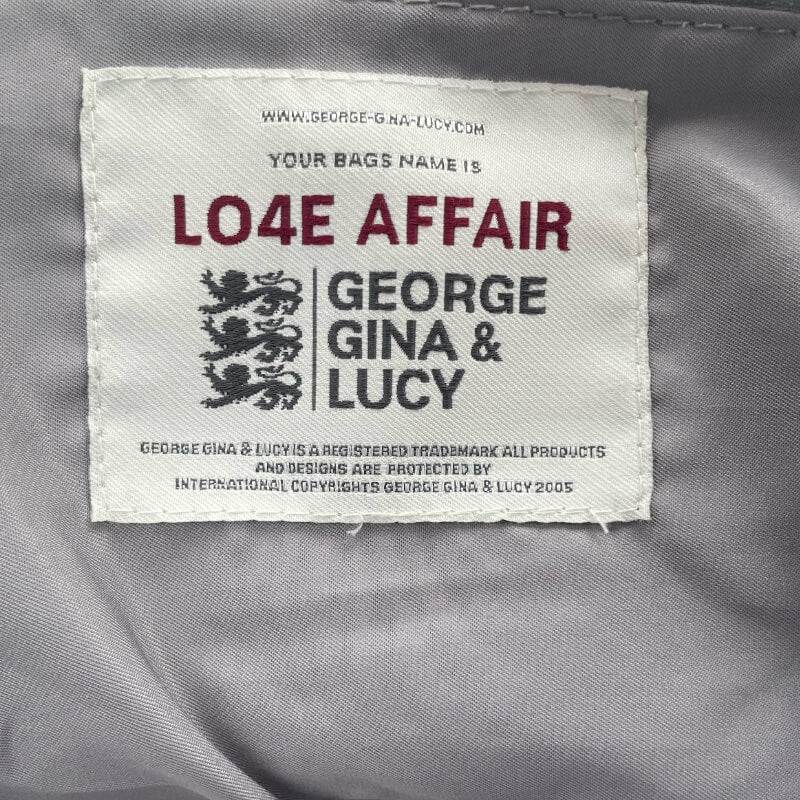 WWW.GEORGE-GINA-LUCY.COM
YOUR BAGS NAME IS
LO4E AFFAIR
GEORGE
GINA &
LUCY
GEORGE GINA & LUCY IS A REGISTERED TRADEMARK ALL PRODUCTS
AND DESIGNS ARE PROTECTED BY
INTERNATIONAL COPYRIGHTS GEORGE GINA & LUCY 2005